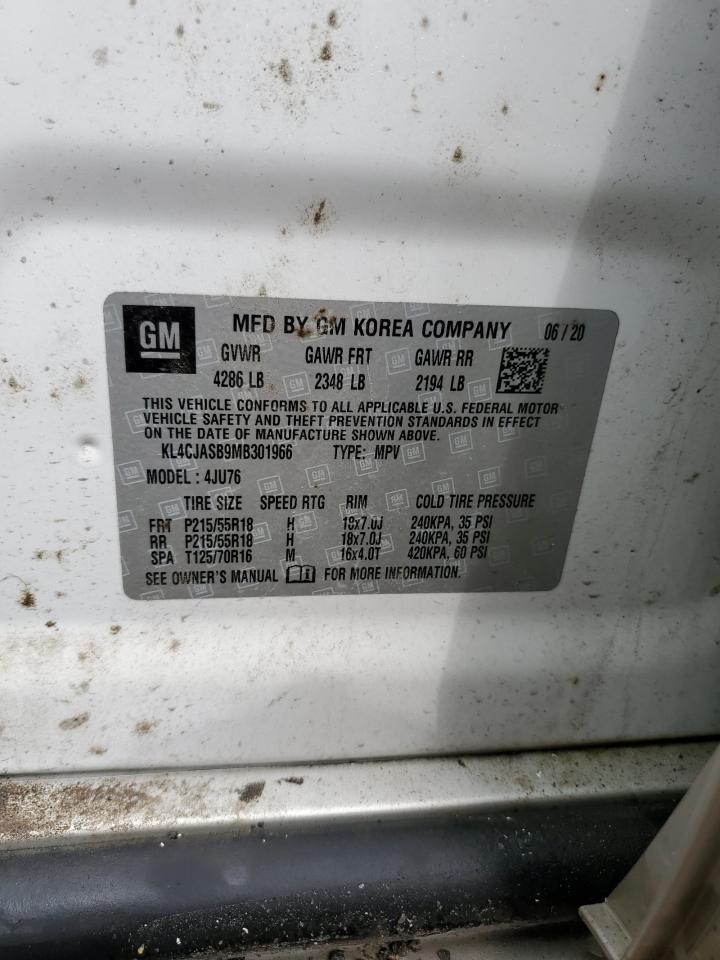 GM
MFD BY GM KOREA COMPANY 06 / 20
GVWR GAWR FRT GAWR RR
4286 LB 2348 LB 2194 LB
THIS VEHICLE CONFORMS TO ALL APPLICABLE U.S. FEDERAL MOTOR
VEHICLE SAFETY AND THEFT PREVENTION STANDARDS IN EFFECT
ON THE DATE OF MANUFACTURE SHOWN ABOVE.
KL4CJASB9MB301966 TYPE: MPV
MODEL : 4JU76
TIRE SIZE SPEED RTG RIM COLD TIRE PRESSURE
FRT P215/55R18 H 18x7.0J 240KPA, 35 PSI
RR P215/55R18 H 18x7.0J 240KPA, 35 PSI
SPA T125/70R16 M 16x4.0T 420KPA, 60 PSI
SEE OWNER'S MANUAL FOR MORE INFORMATION.